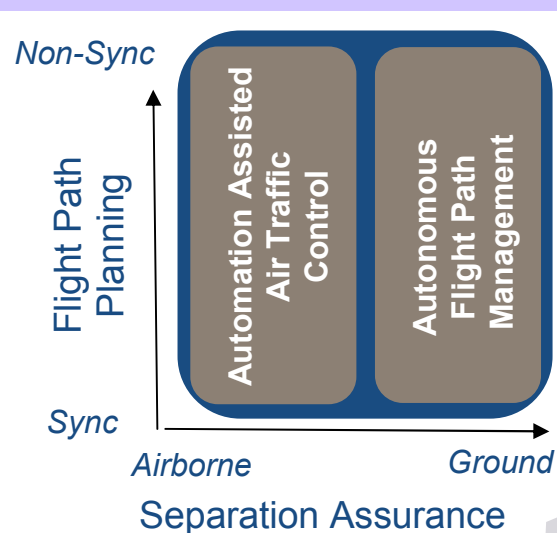 Non-Sync
Flight Path
Planning
Sync
Automation Assisted
Air Traffic
Control
Autonomous
Flight Path
Management
Airborne
Ground
Separation Assurance